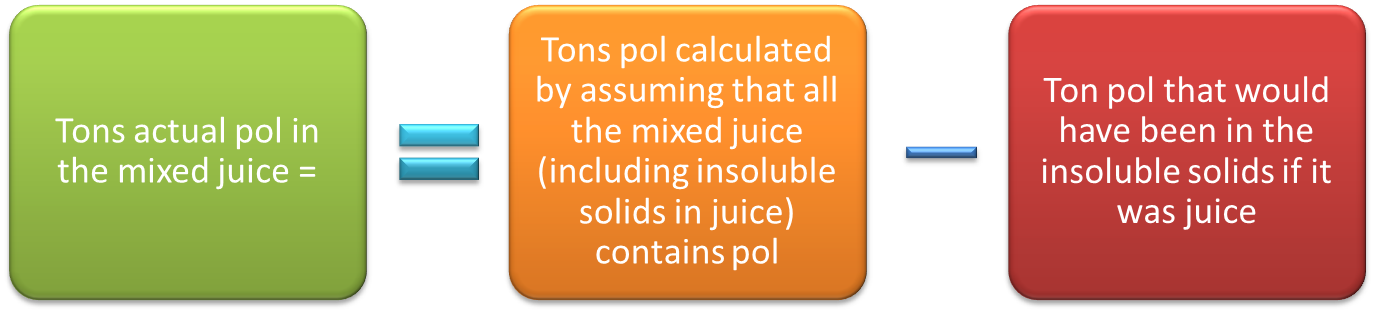 Tons actual pol in
the mixed juice =
Tons pol calculated
by assuming that all
the mixed juice
(including insoluble
solids in juice)
contains pol
Ton pol that would
have been in the
insoluble solids if it
was juice